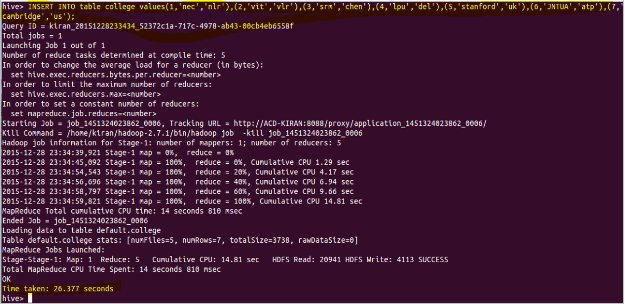 hive> INSERT INTO table college values(1,'nec','nlr'),(2,'vit','vlr'),(3,'srm','chen'),(4,'lpu','del'),(5,'stanford','uk'),(6,'JNTUA','atp'),(7,'
cambridge','us');
Query ID = kiran_20151228233434_52372c1a-717c-4978-ab43-00cb4eb6558f
Total jobs = 1
Launching Job 1 out of 1
Number of reduce tasks determined at compile time: 5
In order to change the average load for a reducer (in bytes):
  set hive.exec.reducers.bytes.per.reducer=<number>
In order to limit the maximum number of reducers:
  set hive.exec.reducers.max=<number>
In order to set a constant number of reducers:
  set mapreduce.job.reduces=<number>
Starting Job = job_1451324023862_0006, Tracking URL = http://ACD-KIRAN:8088/proxy/application_1451324023862_0006/
Kill Command = /home/kiran/hadoop-2.7.1/bin/hadoop job  -kill job_1451324023862_0006
Hadoop job information for Stage-1: number of mappers: 1; number of reducers: 5
2015-12-28 23:34:39,921 Stage-1 map = 0%,  reduce = 0%
2015-12-28 23:34:45,092 Stage-1 map = 100%,  reduce = 0%, Cumulative CPU 1.29 sec
2015-12-28 23:34:54,543 Stage-1 map = 100%,  reduce = 20%, Cumulative CPU 4.17 sec
2015-12-28 23:34:56,696 Stage-1 map = 100%,  reduce = 40%, Cumulative CPU 6.94 sec
2015-12-28 23:34:58,797 Stage-1 map = 100%,  reduce = 60%, Cumulative CPU 9.66 sec
2015-12-28 23:34:59,821 Stage-1 map = 100%,  reduce = 100%, Cumulative CPU 14.81 sec
MapReduce Total cumulative CPU time: 14 seconds 810 msec
Ended Job = job_1451324023862_0006
Loading data to table default.college
Table default.college stats: [numFiles=5, numRows=7, totalSize=3738, rawDataSize=0]
MapReduce Jobs Launched:
Stage-Stage-1: Map: 1  Reduce: 5   Cumulative CPU: 14.81 sec   HDFS Read: 20941 HDFS Write: 4113 SUCCESS
Total MapReduce CPU Time Spent: 14 seconds 810 msec
OK
Time taken: 26.377 seconds
hive>